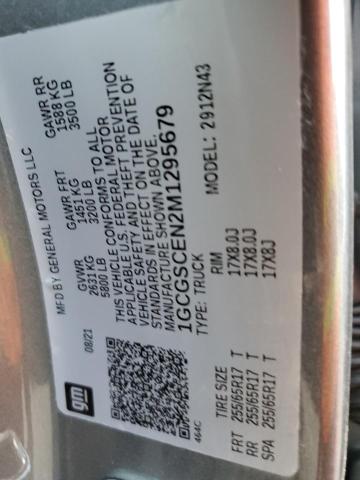 MFD BY GENERAL MOTORS LLC
08/21
GVWR GAWR FRT GAWR RR
2631 KG 1451 KG 1588 KG
5800 LB 3200 LB 3500 LB
THIS VEHICLE CONFORMS TO ALL
APPLICABLE U.S. FEDERAL MOTOR
VEHICLE SAFETY AND THEFT PREVENTION
STANDARDS IN EFFECT ON THE DATE OF
MANUFACTURE SHOWN ABOVE.
1GCGSCEN2M1295679
TYPE: TRUCK MODEL: 2912N43
gm
464C
TIRE SIZE RIM
FRT 255/65R17 T 17X8.0J
RR 255/65R17 T 17X8.0J
SPA 255/65R17 T 17X8J